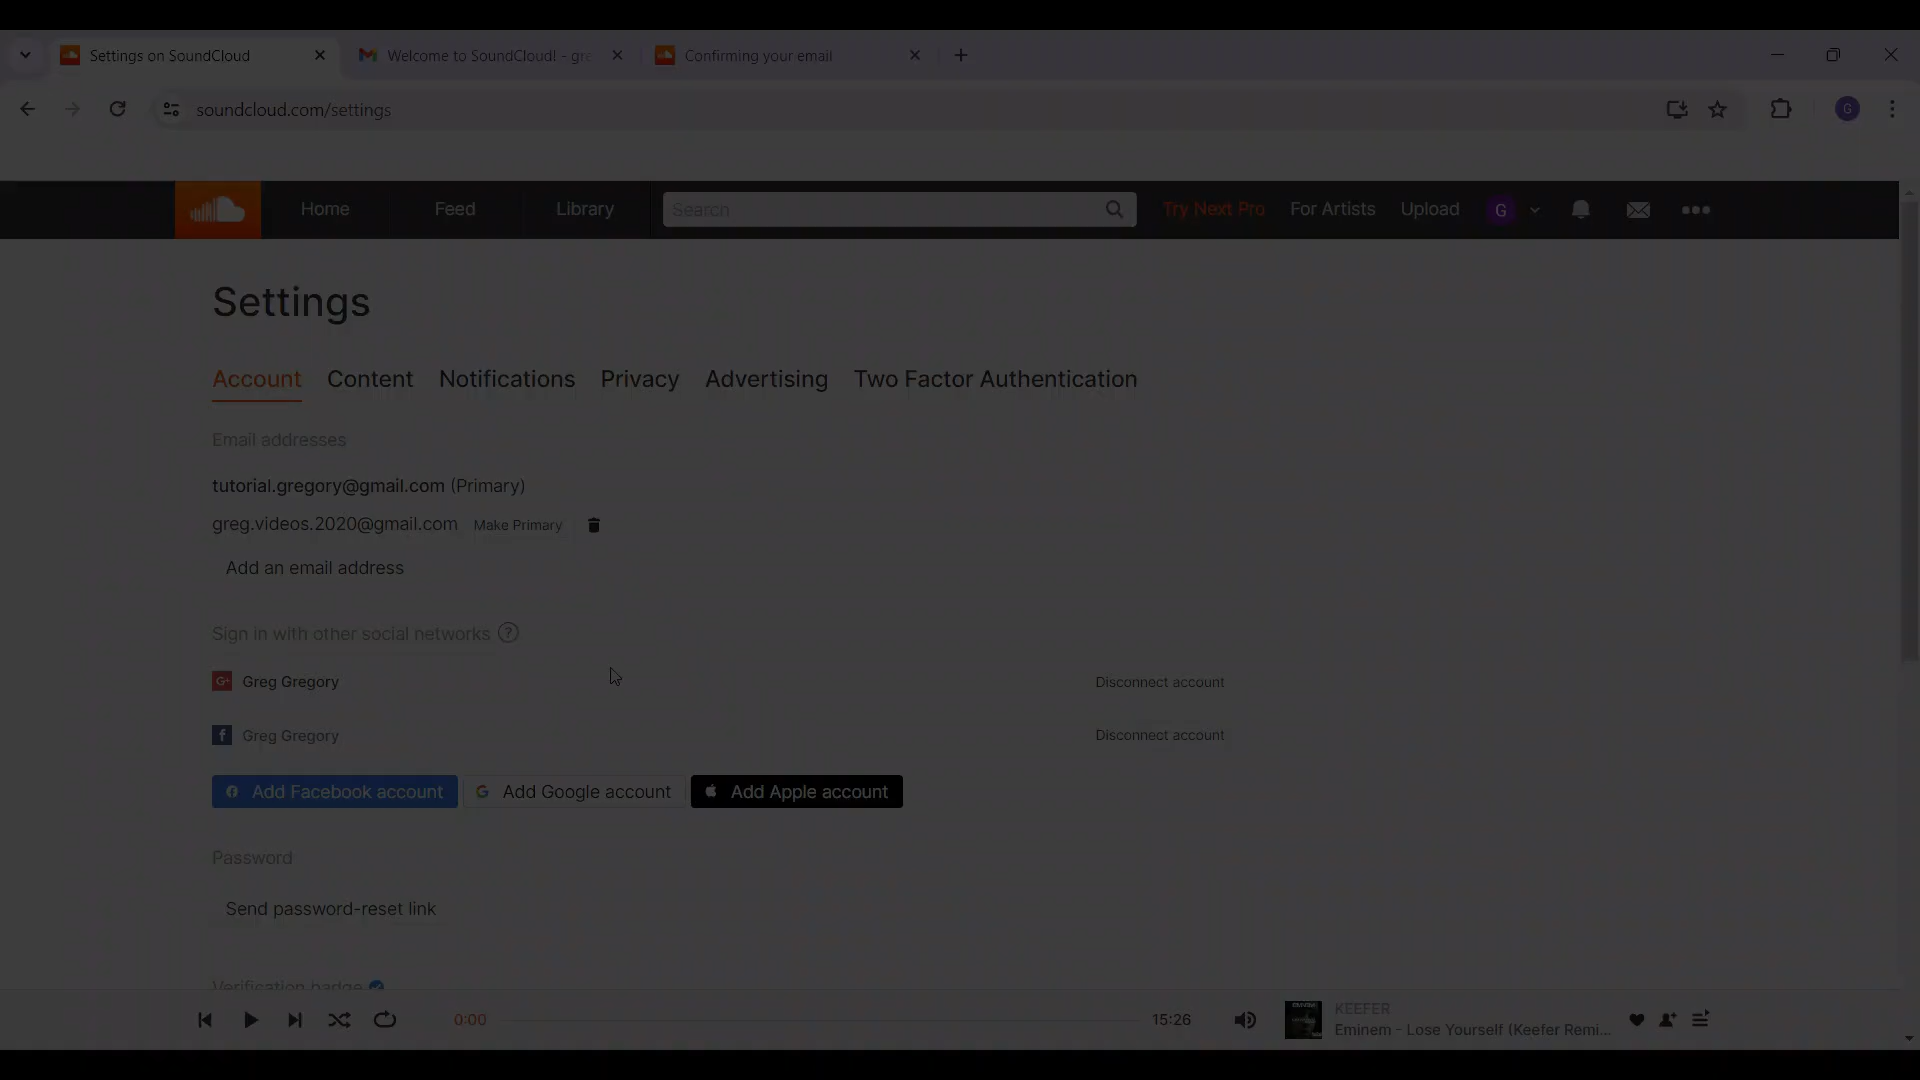 Settings on SoundCloud
Welcome to SoundCloud! - gre
Confirming your email
soundcloud.com/settings
G
Home
Feed
Library
Search
Try Next Pro
For Artists
Upload
G
Settings
Account
Content
Notifications
Privacy
Advertising
Two Factor Authentication
Email addresses
tutorial.gregory@gmail.com (Primary)
greg.videos.2020@gmail.com
Make Primary
Add an email address
Sign in with other social networks ?
G+ Greg Gregory
Disconnect account
f Greg Gregory
Disconnect account
Add Facebook account
Add Google account
Add Apple account
Password
Send password-reset link
Verification badge
0:00
15:26
KEEFER
Eminem - Lose Yourself (Keefer Remi...